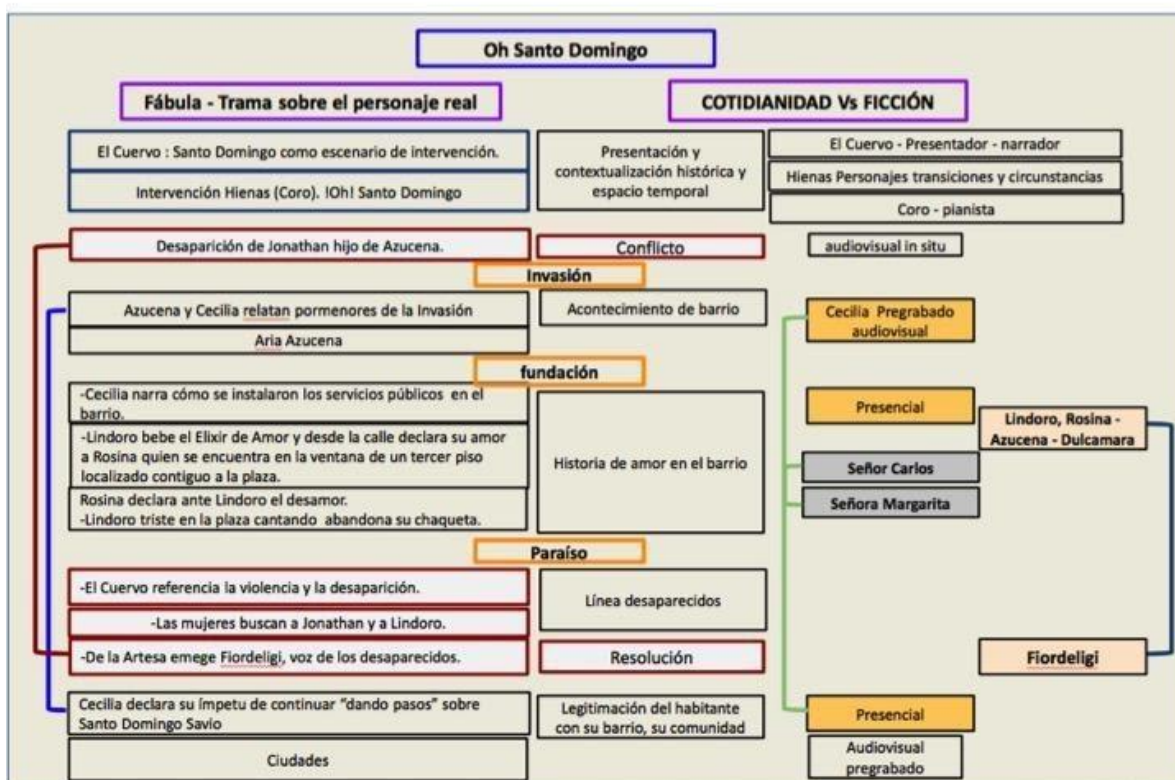 Oh Santo Domingo
Fábula - Trama sobre el personaje real
COTIDIANIDAD Vs FICCIÓN
El Cuervo : Santo Domingo como escenario de intervención.
Intervención Hienas (Coro). !Oh! Santo Domingo
Presentación y
contextualización histórica y
espacio temporal
El Cuervo - Presentador - narrador
Hienas Personajes transiciones y circunstancias
Coro - pianista
Desaparición de Jonathan hijo de Azucena.
Conflicto
audiovisual in situ
Invasión
Azucena y Cecilia relatan pormenores de la Invasión
Aria Azucena
Acontecimiento de barrio
Cecilia Pregrabado
audiovisual
fundación
-Cecilia narra cómo se instalaron los servicios públicos en el
barrio.
-Lindoro bebe el Elixir de Amor y desde la calle declara su amor
a Rosina quien se encuentra en la ventana de un tercer piso
localizado contiguo a la plaza.
Rosina declara ante Lindoro el desamor.
-Lindoro triste en la plaza cantando abandona su chaqueta.
Historia de amor en el barrio
Presencial
Señor Carlos
Señora Margarita
Lindoro, Rosina -
Azucena - Dulcamara
Paraíso
-El Cuervo referencia la violencia y la desaparición.
-Las mujeres buscan a Jonathan y a Lindoro.
Línea desaparecidos
-De la Artesa emege Fiordeligi, voz de los desaparecidos.
Resolución
Fiordeligi
Cecilia declara su ímpetu de continuar “dando pasos” sobre
Santo Domingo Savio
Legitimación del habitante
con su barrio, su comunidad
Presencial
Ciudades
Audiovisual
pregrabado